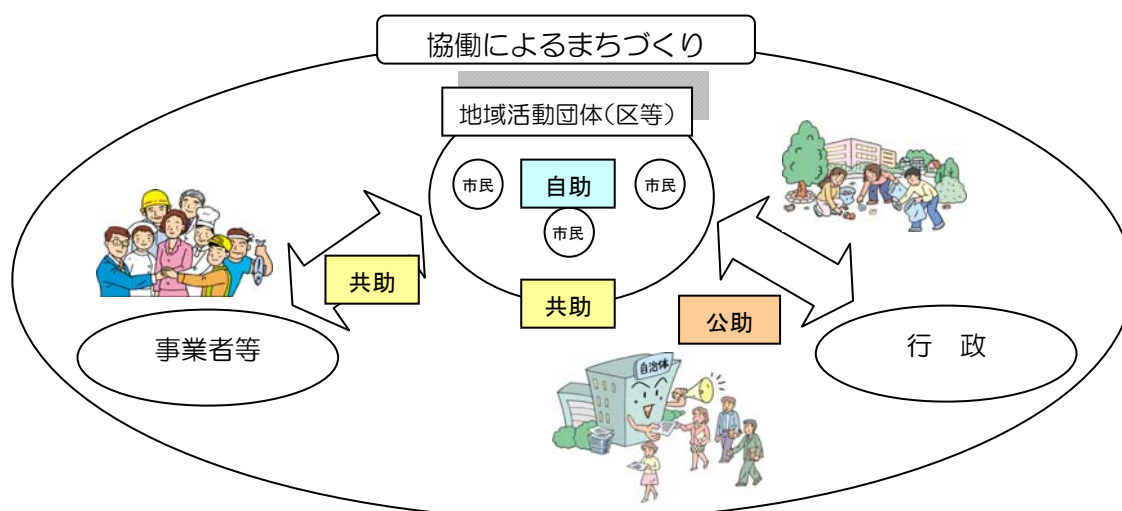 協働によるまちづくり
地域活動団体（区等）
市民
自助
市民
市民
共助
共助
公助
事業者等
行　政
自治体